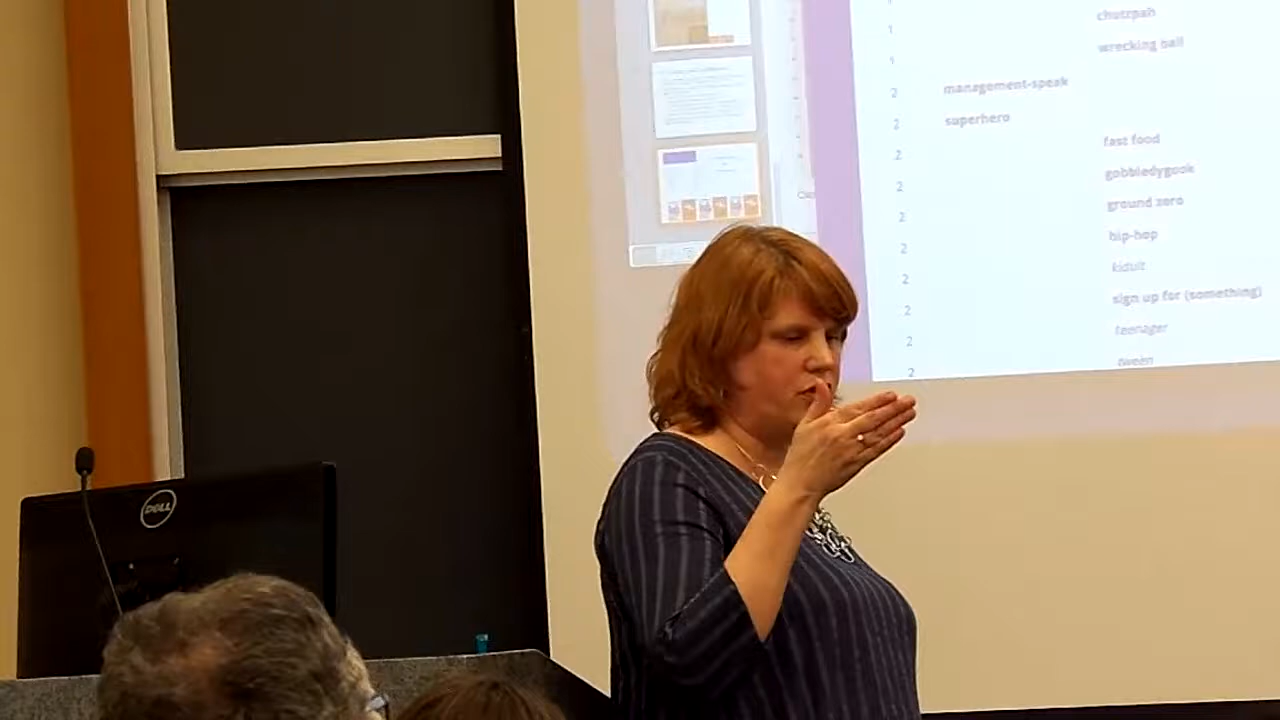 1 chutzpah
1 wrecking ball
2 management-speak
2 superhero
2 fast food
2 gobbledygook
2 ground zero
2 hip-hop
2 kidult
2 sign up for (something)
2 teenager
2 tween
DELL